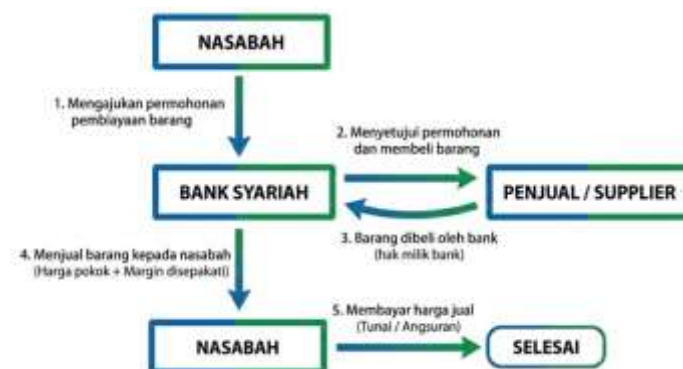 NASABAH
1. Mengajukan permohonan
pembiayaan barang
2. Menyetujui permohonan
dan membeli barang
BANK SYARIAH
PENJUAL / SUPPLIER
3. Barang dibeli oleh bank
(hak milik bank)
4. Menjual barang kepada nasabah
(Harga pokok + Margin disepakati)
5. Membayar harga jual
(Tunai / Angsuran)
NASABAH
SELESAI